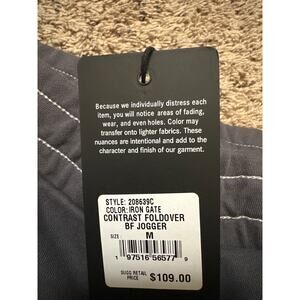 Because we individually distress each
item, you will notice areas of fading,
wear, and even holes. Color may
transfer onto lighter fabrics. These
nuances are intentional and add to the
character and finish of our garment.
STYLE: 208639C
COLOR: IRON GATE
CONTRAST FOLDOVER
BF JOGGER
SIZE: M
1 97516 56577 9
SUGG RETAIL
PRICE $109.00